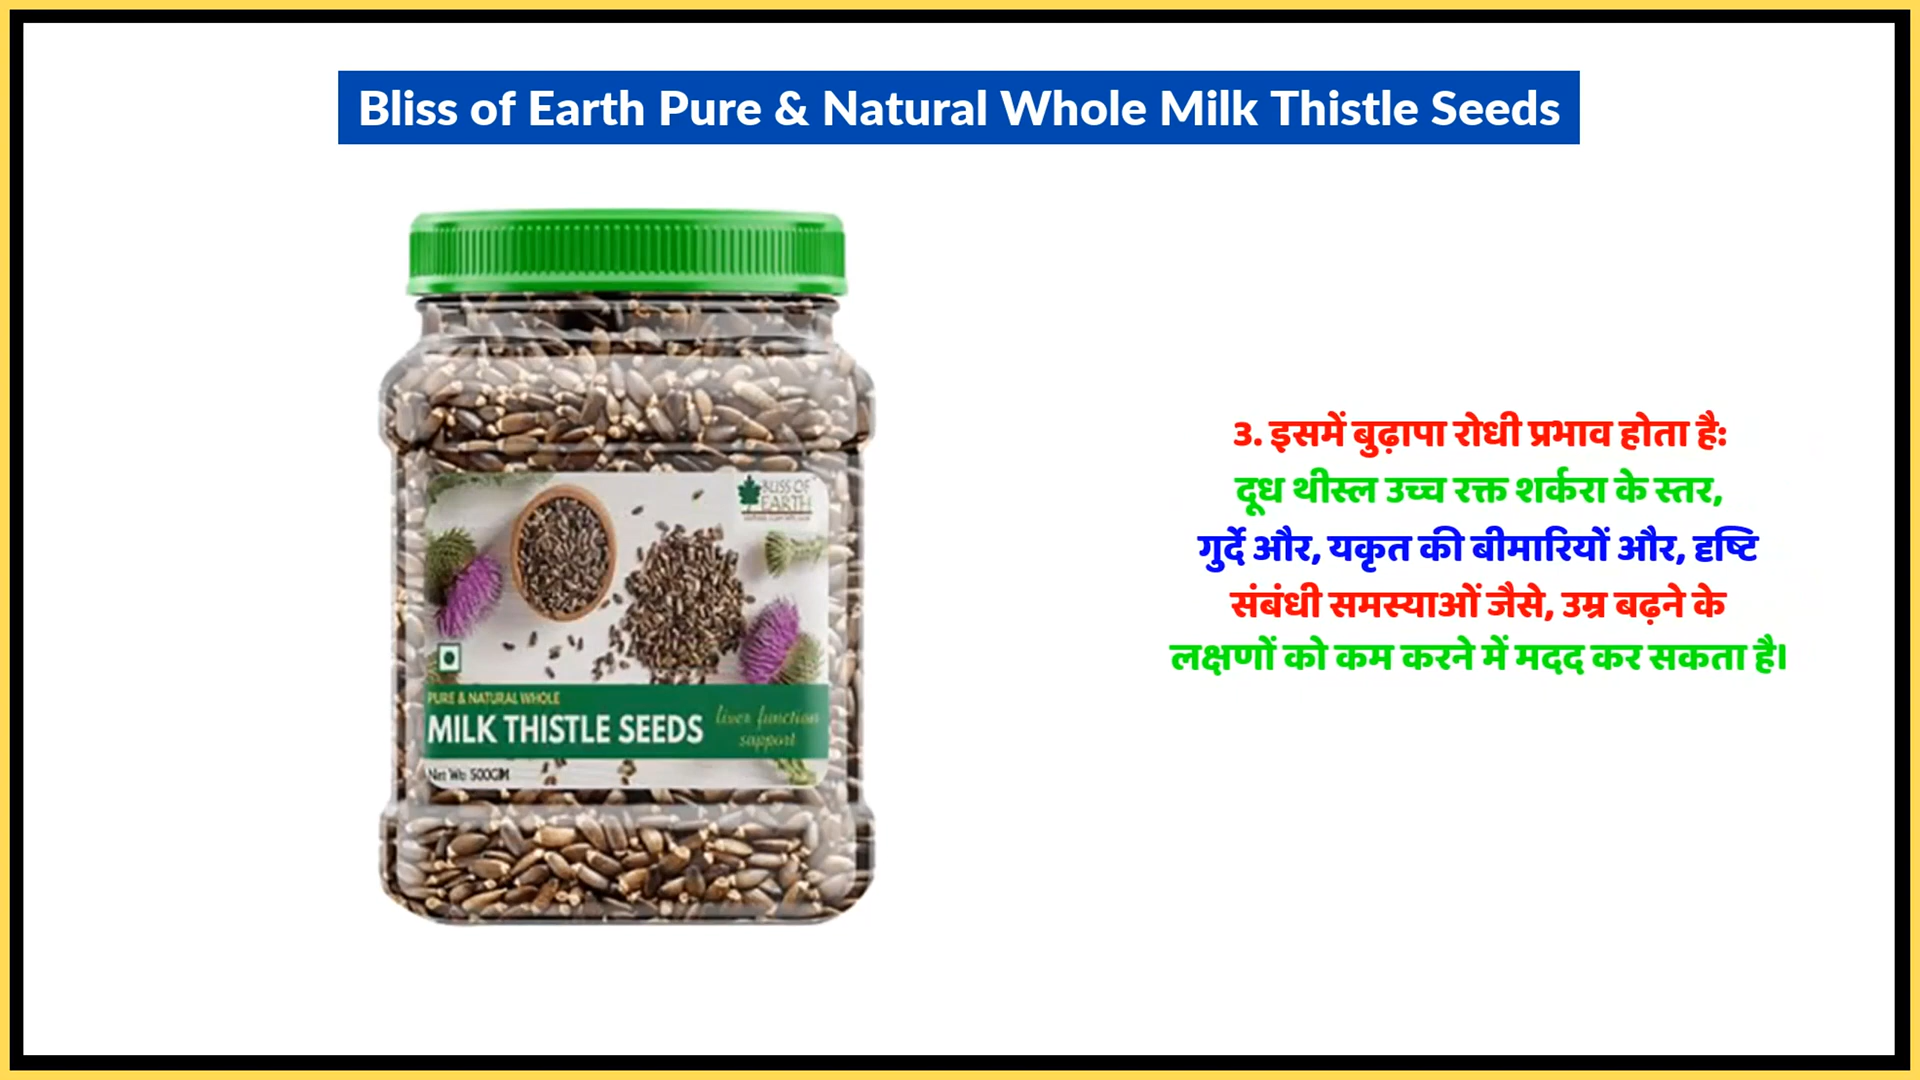 Bliss of Earth Pure & Natural Whole Milk Thistle Seeds
BLISS OF
EARTH
PURE & NATURAL WHOLE
MILK THISTLE SEEDS
liver function
support
Net Wt: 500GM
3. इसमें बुढ़ापा रोधी प्रभाव होता है:
दूध थीस्ल उच्च रक्त शर्करा के स्तर,
गुर्दे और, यकृत की बीमारियों और, दृष्टि
संबंधी समस्याओं जैसे, उम्र बढ़ने के
लक्षणों को कम करने में मदद कर सकता है।